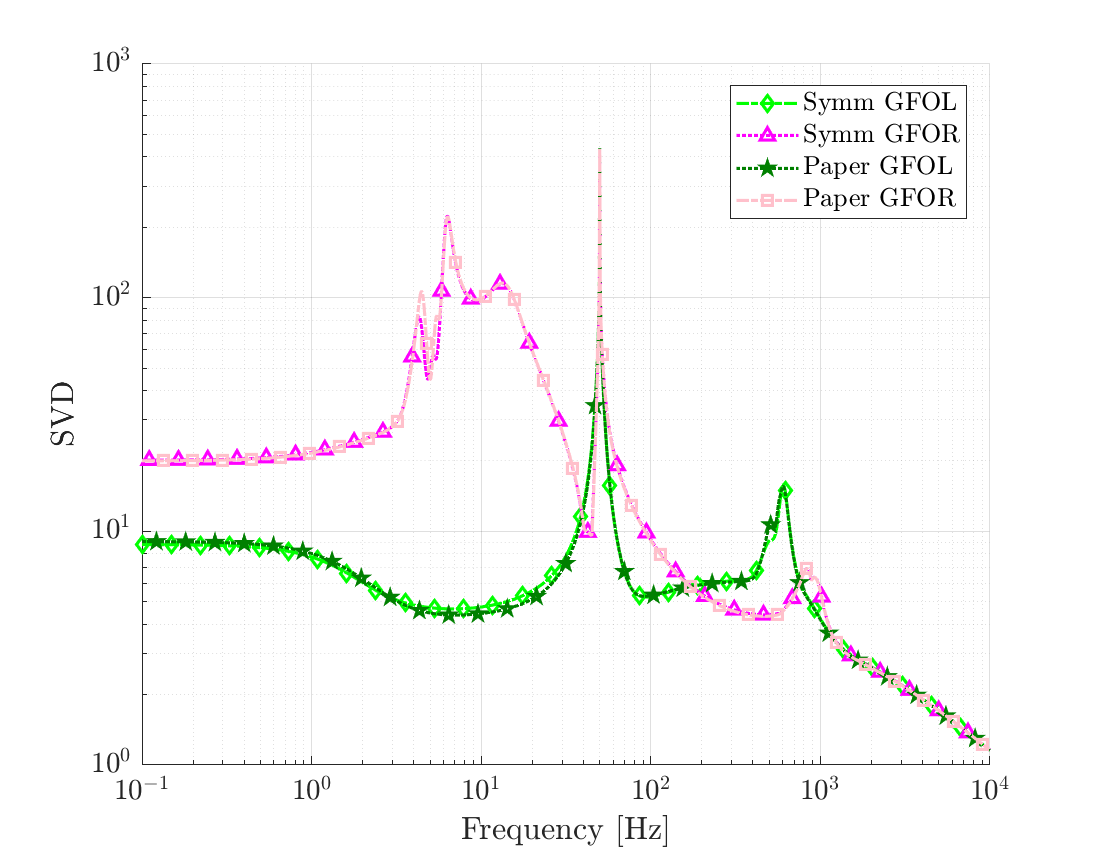 10^3
10^2
10^1
10^0
SVD
Symm GFOL
Symm GFOR
Paper GFOL
Paper GFOR
10^-1 10^0 10^1 10^2 10^3 10^4
Frequency [Hz]